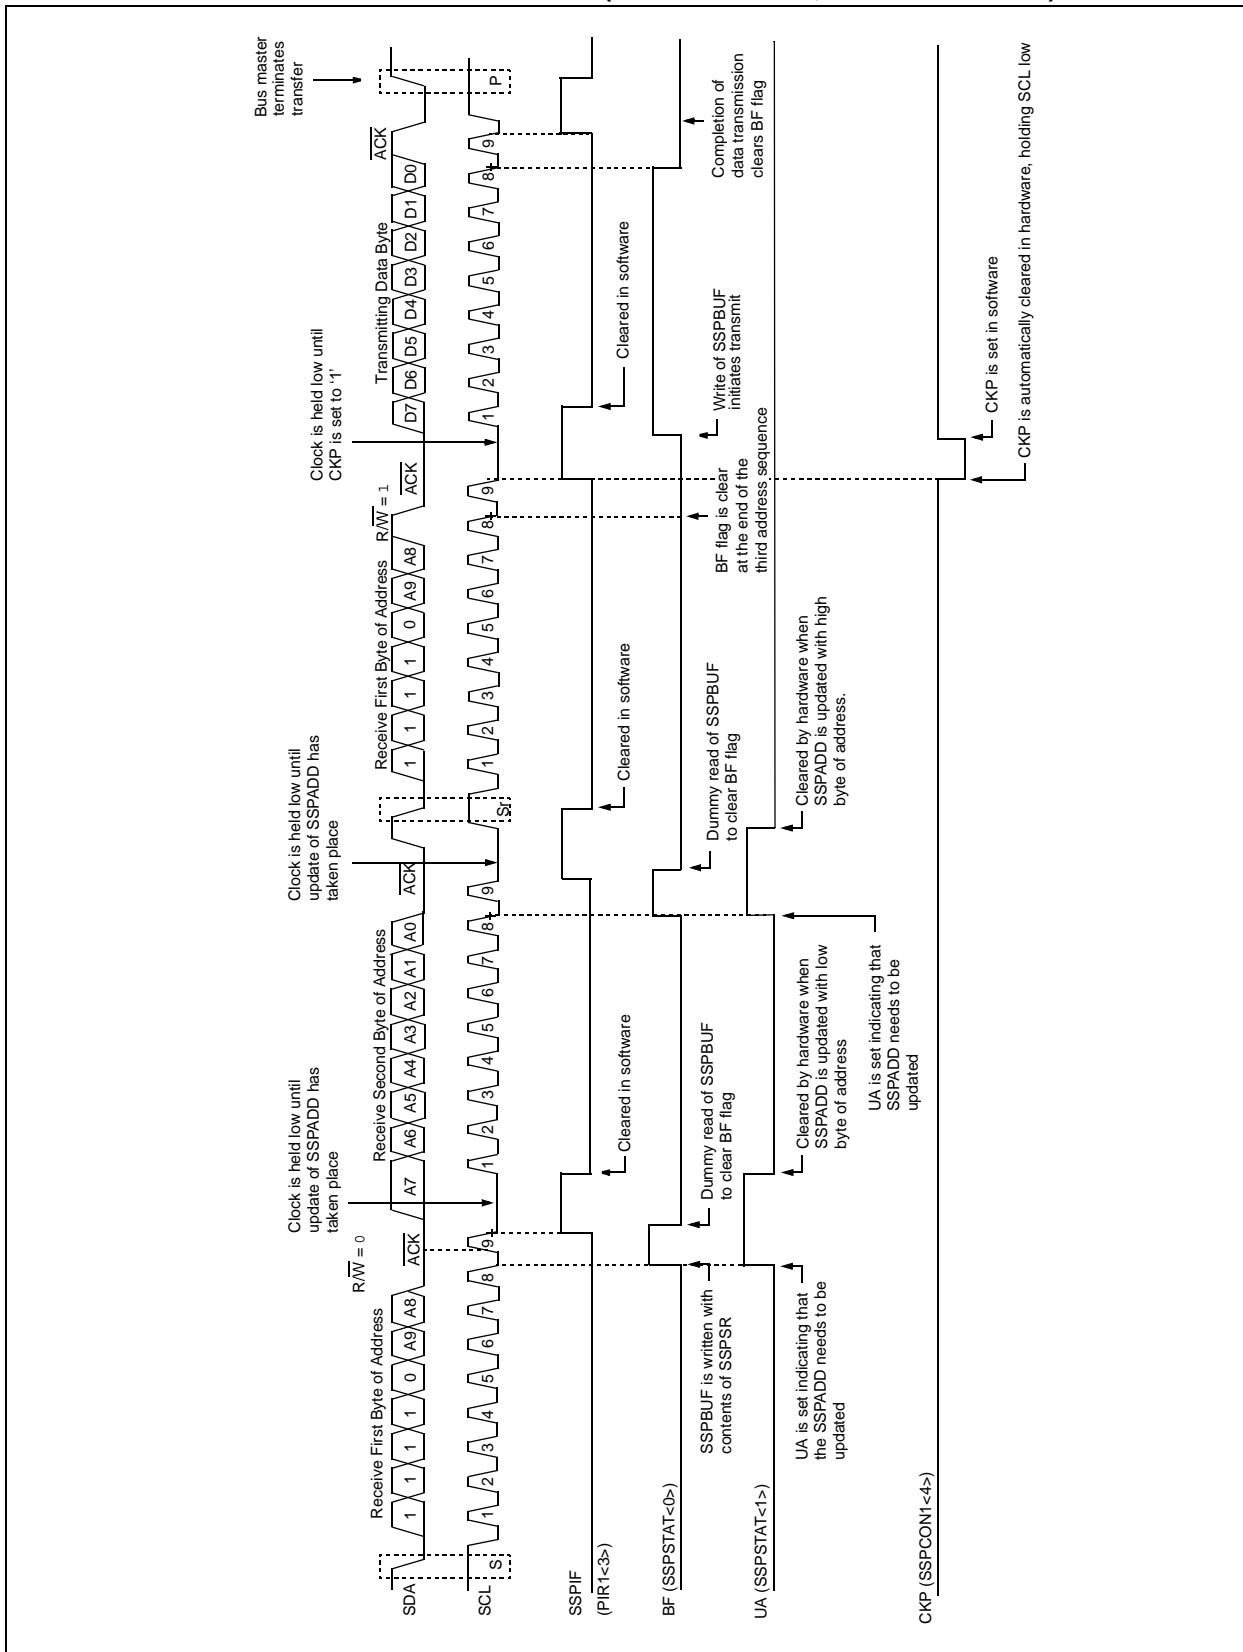 Bus master
terminates
transfer
Clock is held low until
CKP is set to ‘1’
Clock is held low until
update of SSPADD has
taken place
Clock is held low until
update of SSPADD has
taken place
R/W = 0
R/W = 1
Receive First Byte of Address
Receive Second Byte of Address
Receive First Byte of Address
Transmitting Data Byte
ACK
ACK
ACK
ACK
SDA
1 1 1 1 0 A9 A8
A7 A6 A5 A4 A3 A2 A1 A0
1 1 1 1 0 A9 A8
D7 D6 D5 D4 D3 D2 D1 D0
SCL
S
1 2 3 4 5 6 7 8 9
1 2 3 4 5 6 7 8 9
Sr
1 2 3 4 5 6 7 8 9
1 2 3 4 5 6 7 8 9
P
SSPIF
(PIR1<3>)
Cleared in software
Cleared in software
Cleared in software
BF (SSPSTAT<0>)
SSPBUF is written with
contents of SSPSR
Dummy read of SSPBUF
to clear BF flag
Dummy read of SSPBUF
to clear BF flag
BF flag is clear
at the end of the
third address sequence
Write of SSPBUF
initiates transmit
Completion of
data transmission
clears BF flag
UA (SSPSTAT<1>)
UA is set indicating that
the SSPADD needs to be
updated
Cleared by hardware when
SSPADD is updated with low
byte of address
UA is set indicating that
SSPADD needs to be
updated
Cleared by hardware when
SSPADD is updated with high
byte of address.
CKP (SSPCON1<4>)
CKP is set in software
CKP is automatically cleared in hardware, holding SCL low